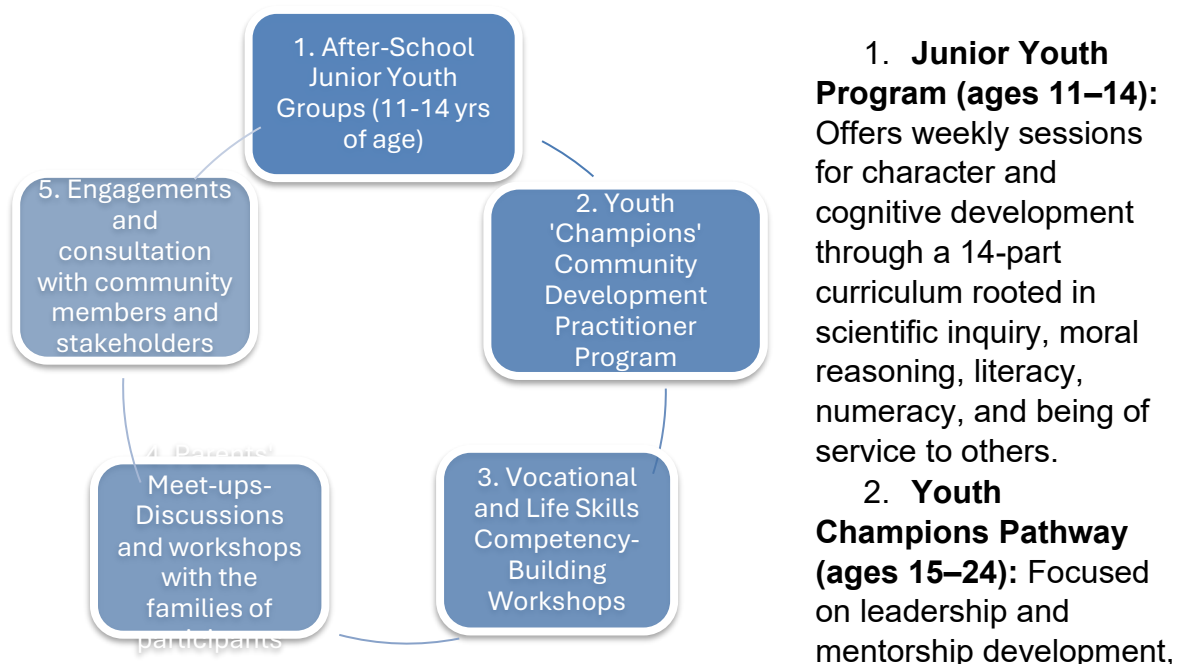 1. After-School
Junior Youth
Groups (11-14 yrs
of age)
2. Youth
'Champions'
Community
Development
Practitioner
Program
3. Vocational
and Life Skills
Competency-
Building
Workshops
4. Parents'
Meet-ups-
Discussions
and workshops
with the
families of
participants
5. Engagements
and
consultation
with community
members and
stakeholders
1. Junior Youth
Program (ages 11–14):
Offers weekly sessions
for character and
cognitive development
through a 14-part
curriculum rooted in
scientific inquiry, moral
reasoning, literacy,
numeracy, and being of
service to others.
2. Youth
Champions Pathway
(ages 15–24): Focused
on leadership and
mentorship development,